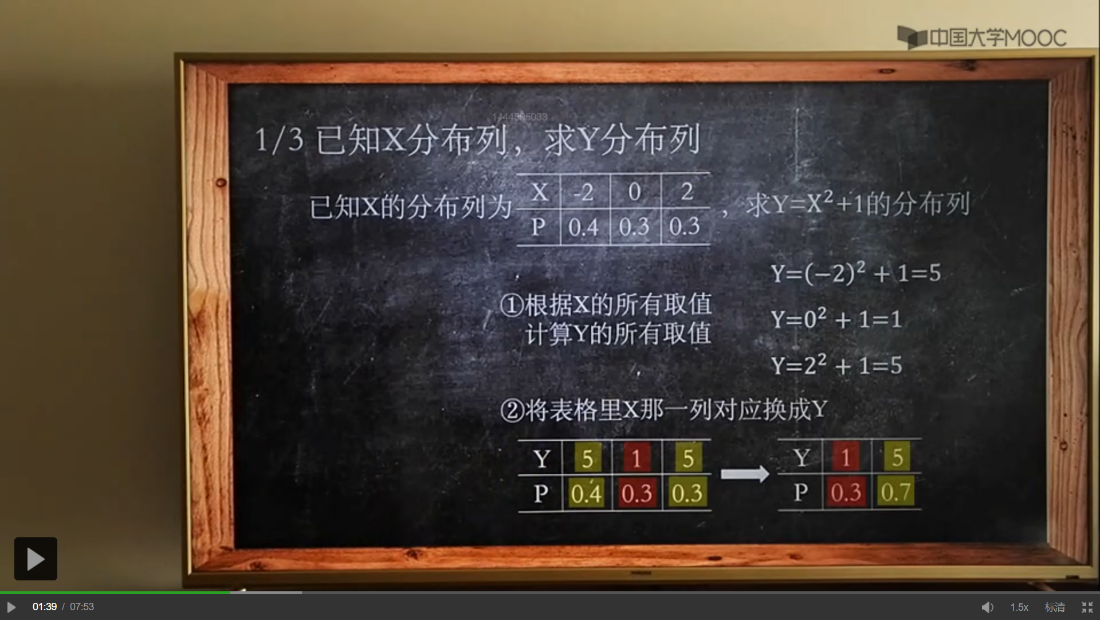 中国大学MOOC
1/3 已知X分布列，求Y分布列
已知X的分布列为
X -2 0 2
P 0.4 0.3 0.3
，求Y=X²+1的分布列
Y=(−2)² + 1=5
①根据X的所有取值
计算Y的所有取值
Y=0² + 1=1
Y=2² + 1=5
②将表格里X那一列对应换成Y
Y 5 1 5
P 0.4 0.3 0.3
Y 1 5
P 0.3 0.7
01:39 / 07:53
1.5x 标清